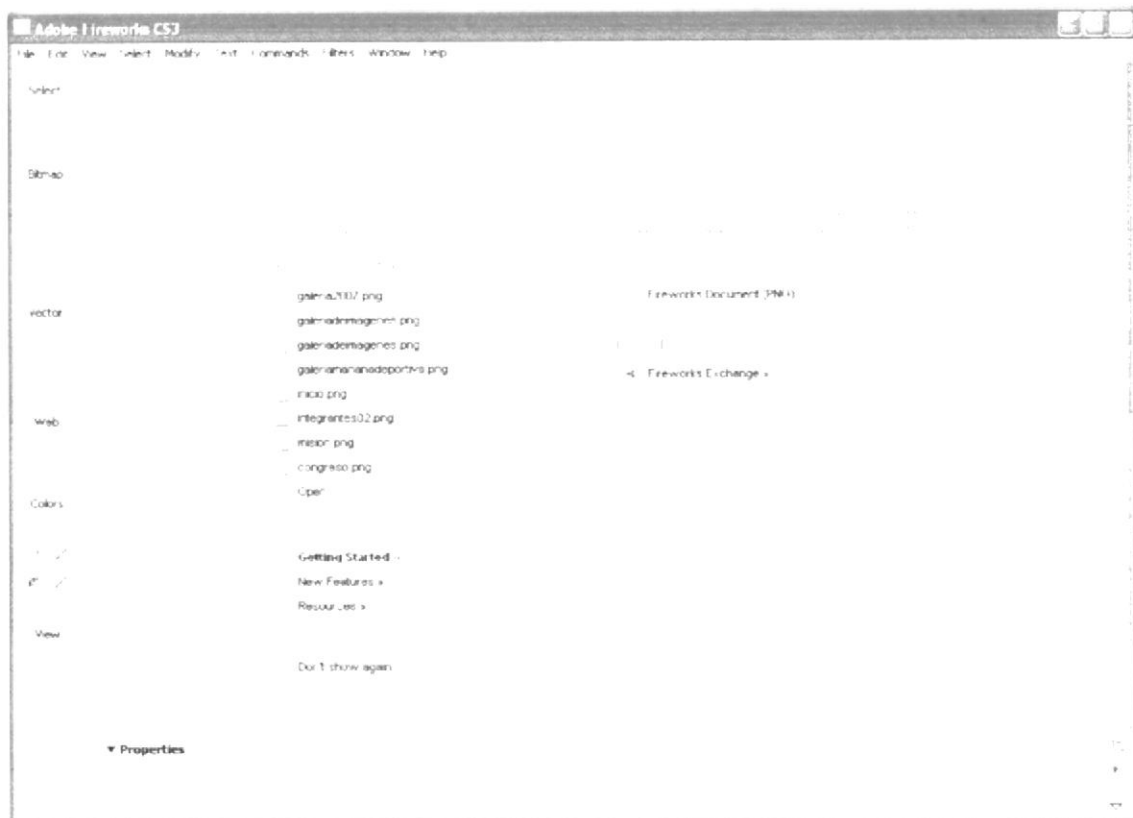 Adobe Fireworks CS3
File Edit View Select Modify Text Commands Filters Window Help
Select
Bitmap
Vector
Web
Colors
View
galeria2007.png
galeriadeimagenes.png
galeriadeimagenes.png
galeriamananadeportiva.png
inicio.png
integrantes02.png
mision.png
congreso.png
Open
Getting Started »
New Features »
Resources »
Don't show again
Fireworks Document (PNG)
Fireworks Exchange »
Properties